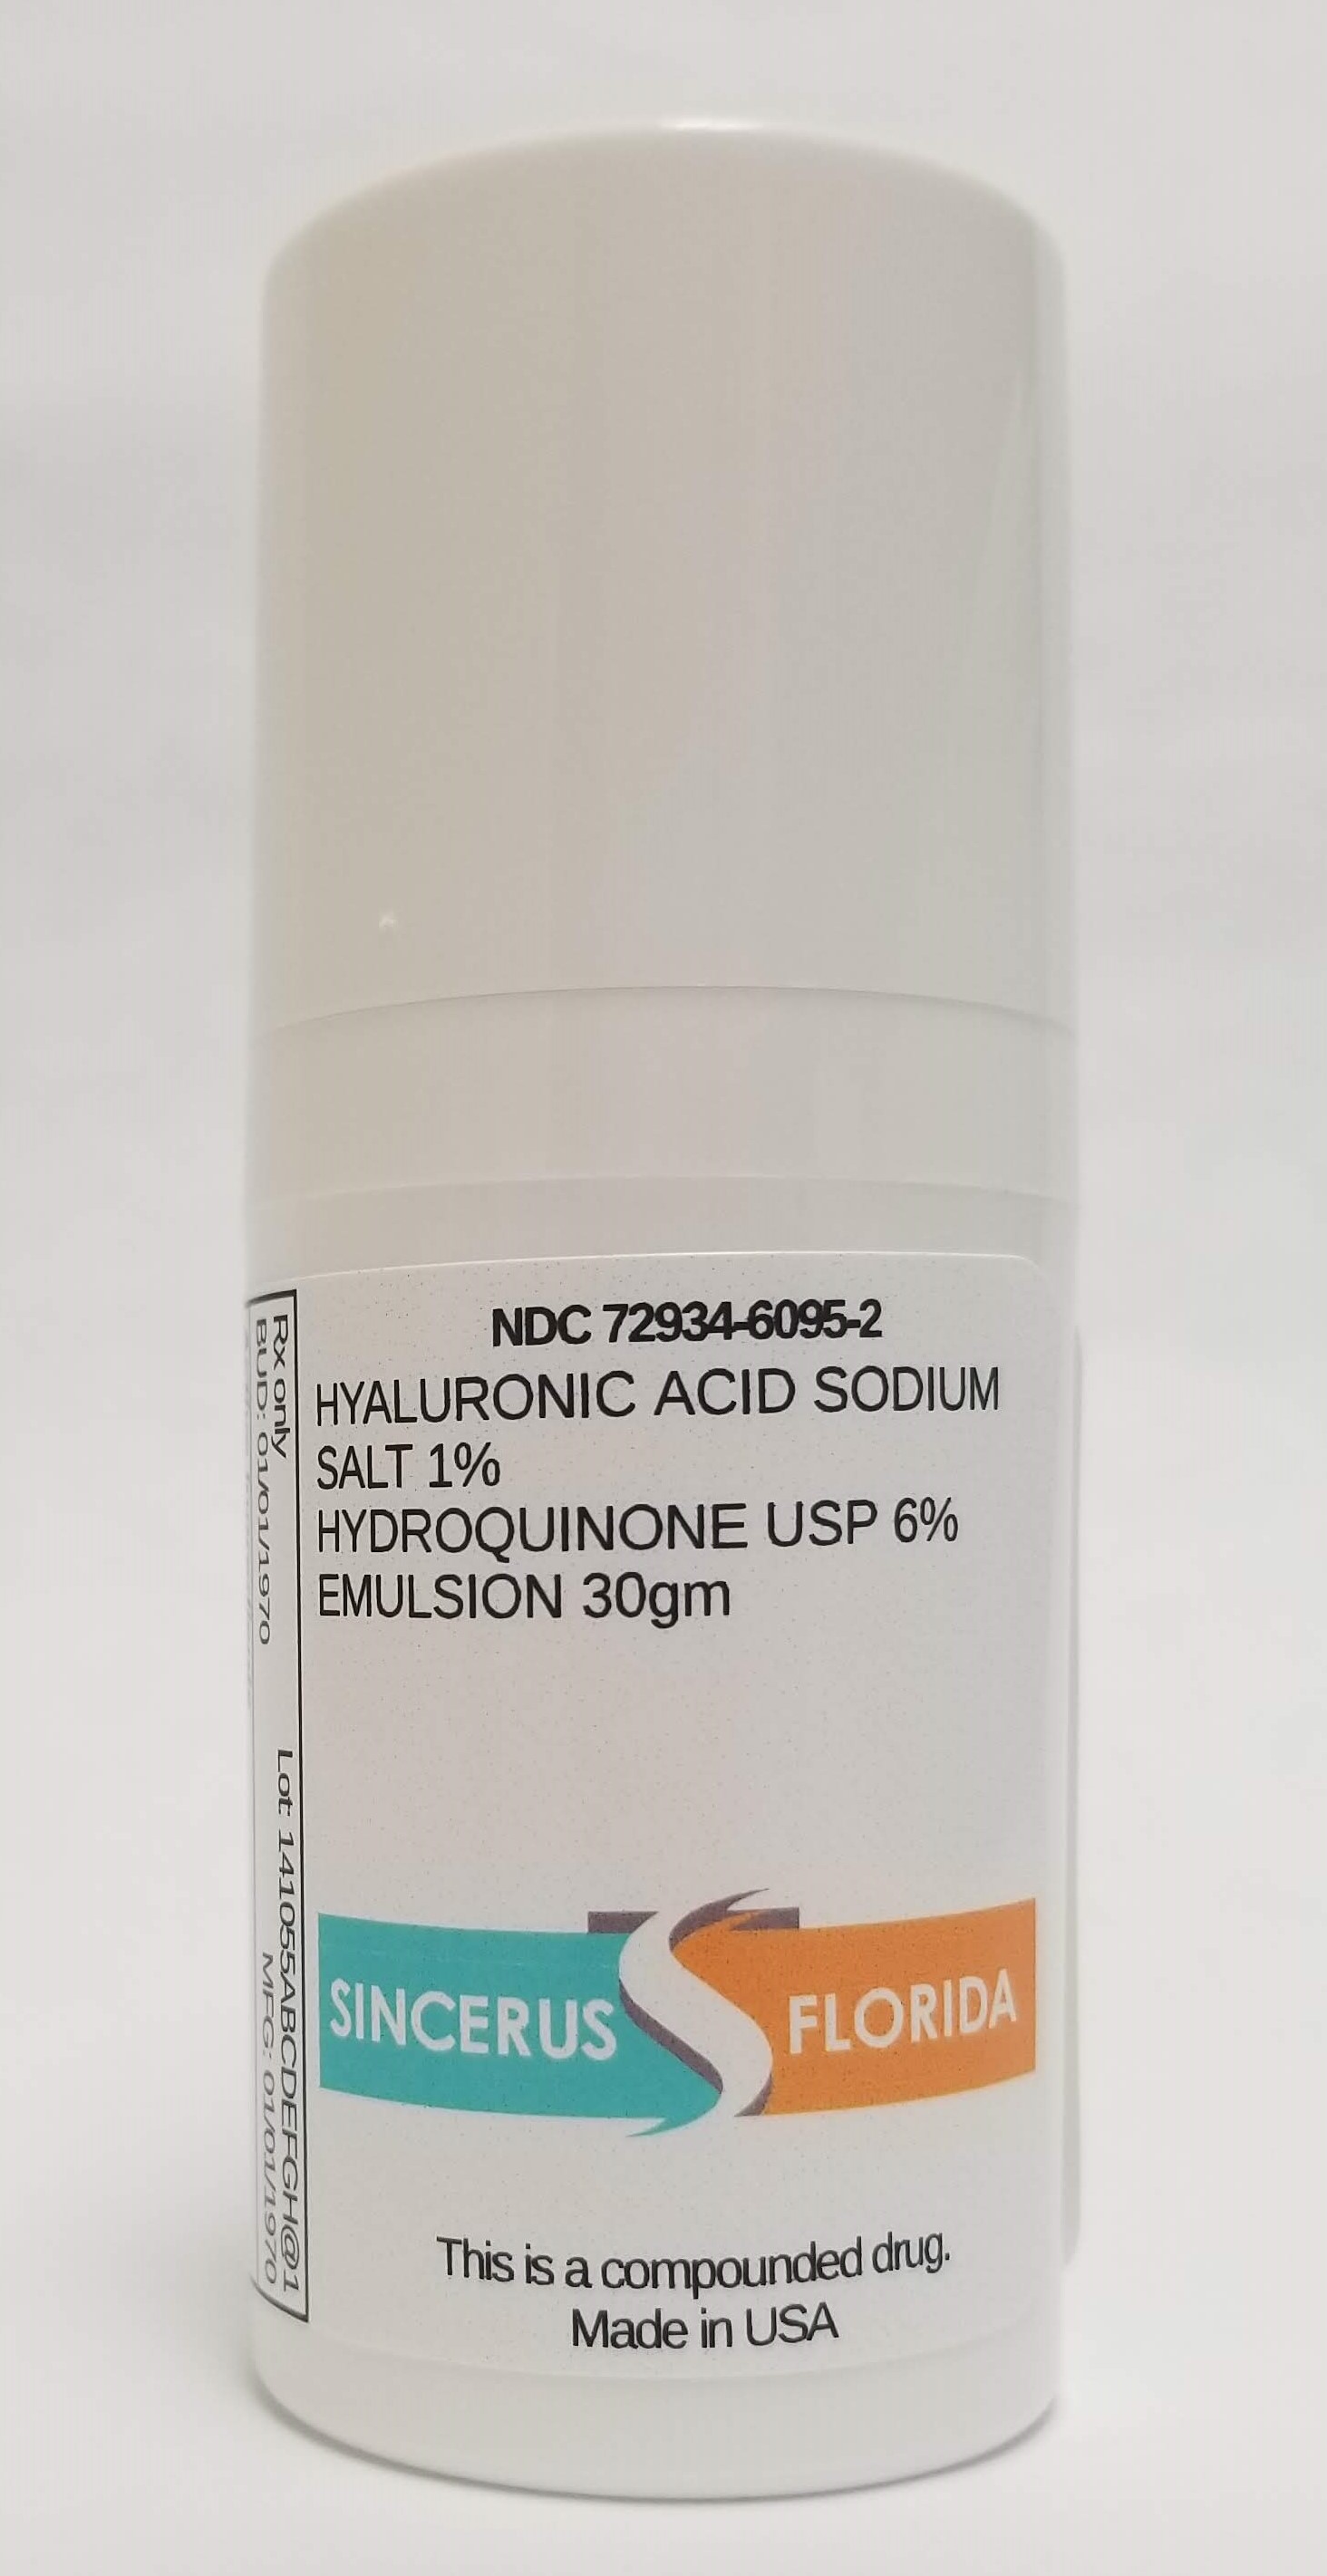 NDC 72934-6095-2
HYALURONIC ACID SODIUM
SALT 1%
HYDROQUINONE USP 6%
EMULSION 30gm
SINCERUS FLORIDA
This is a compounded drug.
Made in USA
Rx only Lot: 141055ABCDEFGH@1
BUD: 01/01/1970 MFG: 01/01/1970